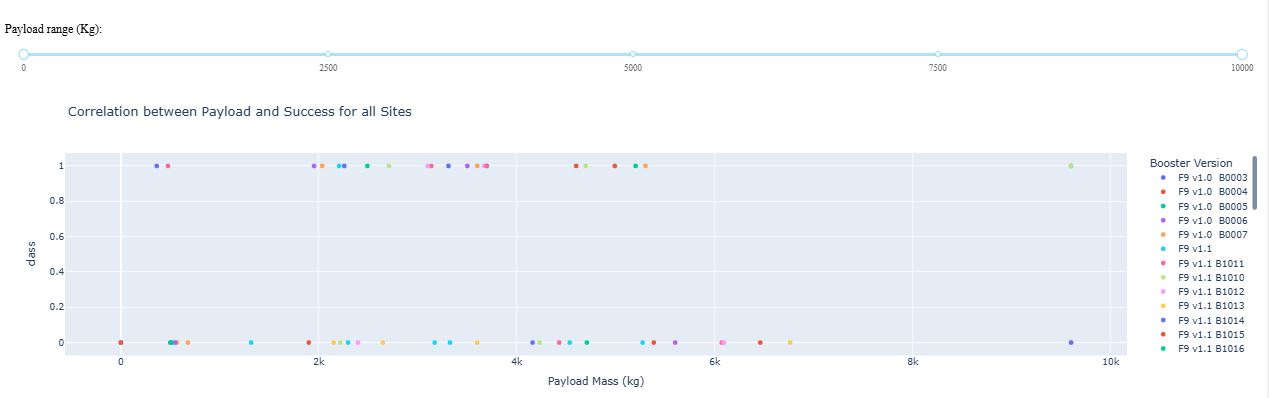 Payload range (Kg):
0 2500 5000 7500 10000
Correlation between Payload and Success for all Sites
Booster Version
F9 v1.0 B0003
F9 v1.0 B0004
F9 v1.0 B0005
F9 v1.0 B0006
F9 v1.0 B0007
F9 v1.1
F9 v1.1 B1011
F9 v1.1 B1010
F9 v1.1 B1012
F9 v1.1 B1013
F9 v1.1 B1014
F9 v1.1 B1015
F9 v1.1 B1016
class
1
0.8
0.6
0.4
0.2
0
0 2k 4k 6k 8k 10k
Payload Mass (kg)